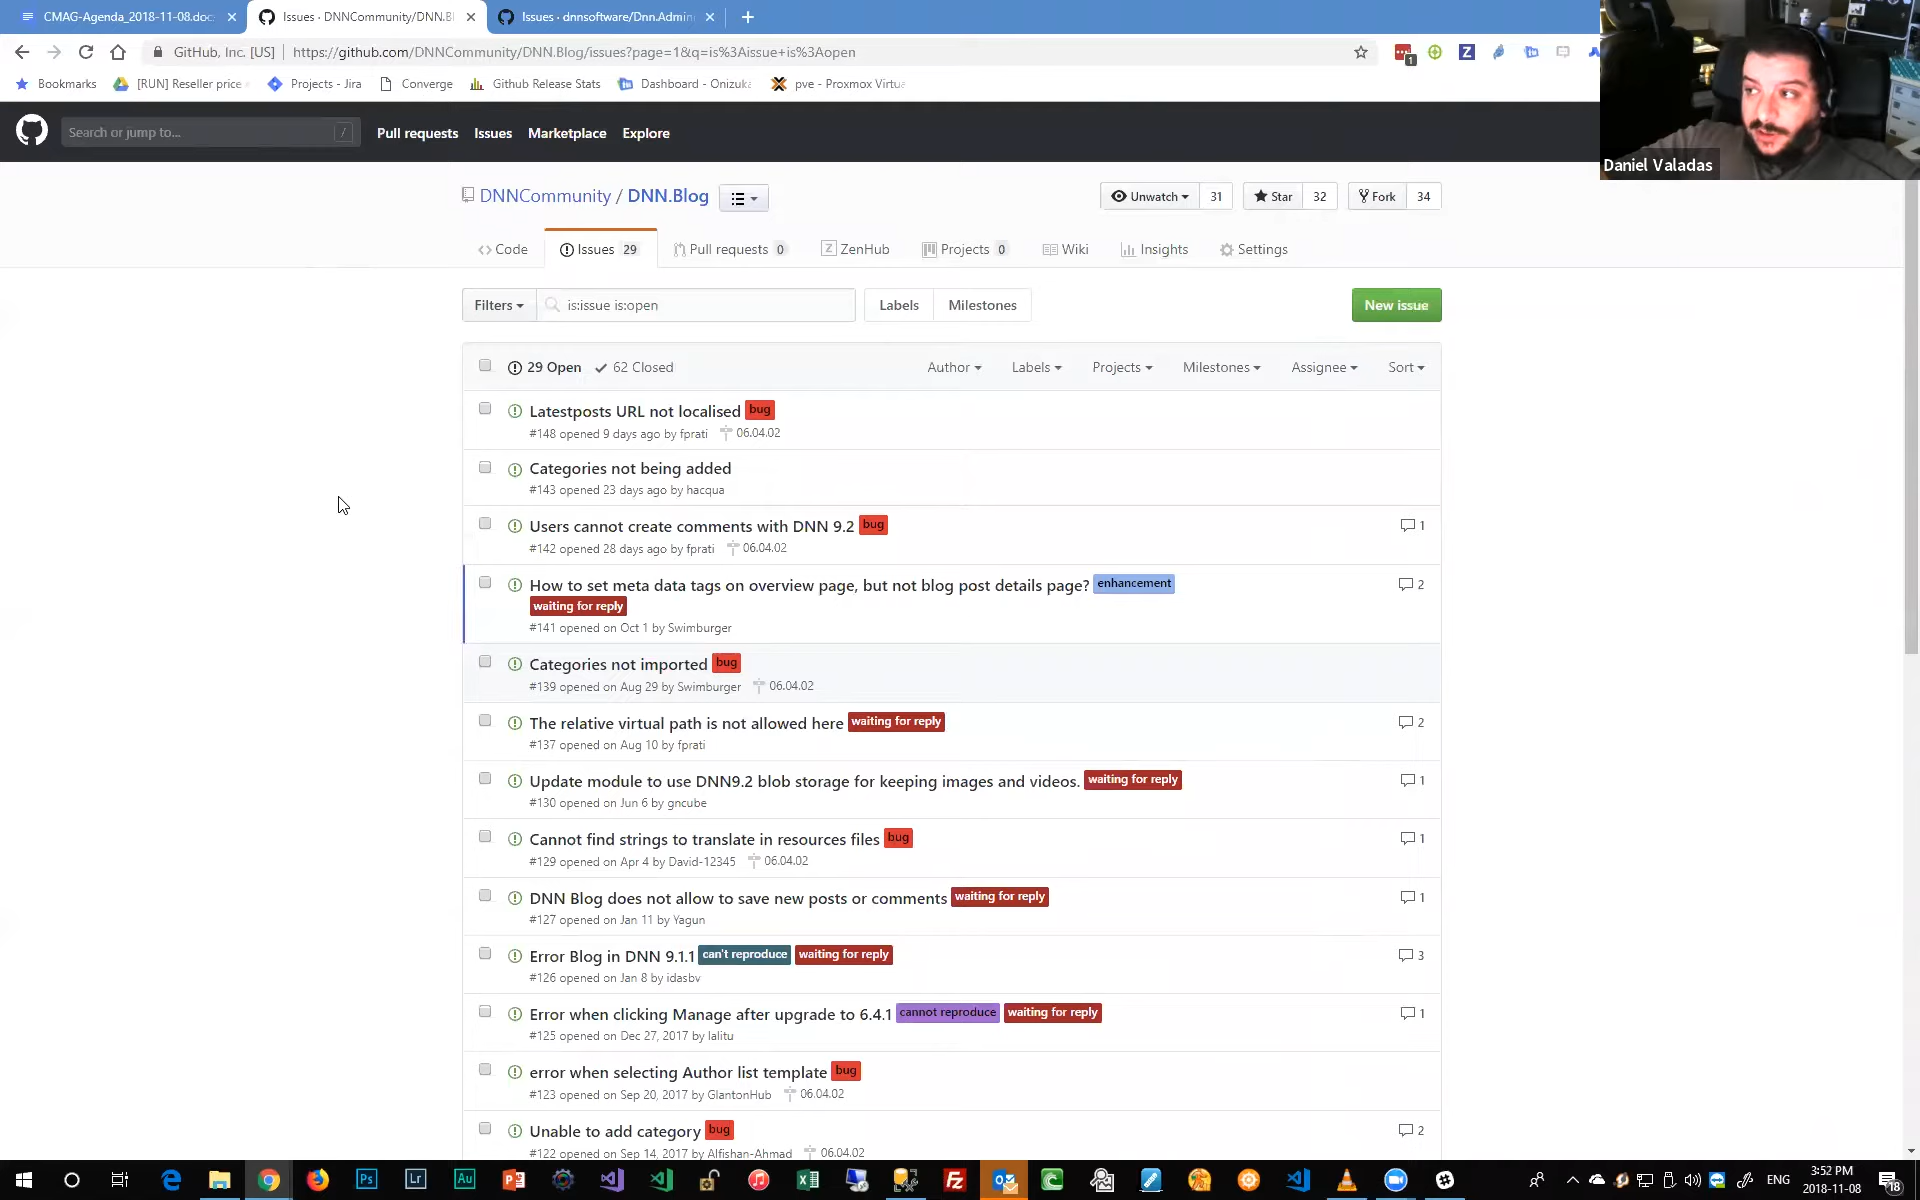 CMAG-Agenda_2018-11-08.doc
Issues · DNNCommunity/DNN.Bl
Issues · dnnsoftware/Dnn.Admin
GitHub, Inc. [US]
https://github.com/DNNCommunity/DNN.Blog/issues?page=1&q=is%3Aissue+is%3Aopen
1
Bookmarks
[RUN] Reseller price
Projects - Jira
Converge
Github Release Stats
Dashboard - Onizuka
pve - Proxmox Virtua
Search or jump to...
/
Pull requests
Issues
Marketplace
Explore
Daniel Valadas
DNNCommunity / DNN.Blog
Unwatch 31
Star 32
Fork 34
Code
Issues 29
Pull requests 0
ZenHub
Projects 0
Wiki
Insights
Settings
Filters
is:issue is:open
Labels
Milestones
New issue
29 Open
62 Closed
Author
Labels
Projects
Milestones
Assignee
Sort
Latestposts URL not localised bug
#148 opened 9 days ago by fprati 06.04.02
Categories not being added
#143 opened 23 days ago by hacqua
Users cannot create comments with DNN 9.2 bug 1
#142 opened 28 days ago by fprati 06.04.02
How to set meta data tags on overview page, but not blog post details page? enhancement 2
waiting for reply
#141 opened on Oct 1 by Swimburger
Categories not imported bug
#139 opened on Aug 29 by Swimburger 06.04.02
The relative virtual path is not allowed here waiting for reply 2
#137 opened on Aug 10 by fprati
Update module to use DNN9.2 blob storage for keeping images and videos. waiting for reply 1
#130 opened on Jun 6 by gncube
Cannot find strings to translate in resources files bug 1
#129 opened on Apr 4 by David-12345 06.04.02
DNN Blog does not allow to save new posts or comments waiting for reply 1
#127 opened on Jan 11 by Yagun
Error Blog in DNN 9.1.1 can't reproduce waiting for reply 3
#126 opened on Jan 8 by idasbv
Error when clicking Manage after upgrade to 6.4.1 cannot reproduce waiting for reply 1
#125 opened on Dec 27, 2017 by lalitu
error when selecting Author list template bug
#123 opened on Sep 20, 2017 by GlantonHub 06.04.02
Unable to add category bug 2
#122 opened on Sep 14, 2017 by Alfishan-Ahmad 06.04.02
ENG
3:52 PM
2018-11-08
18